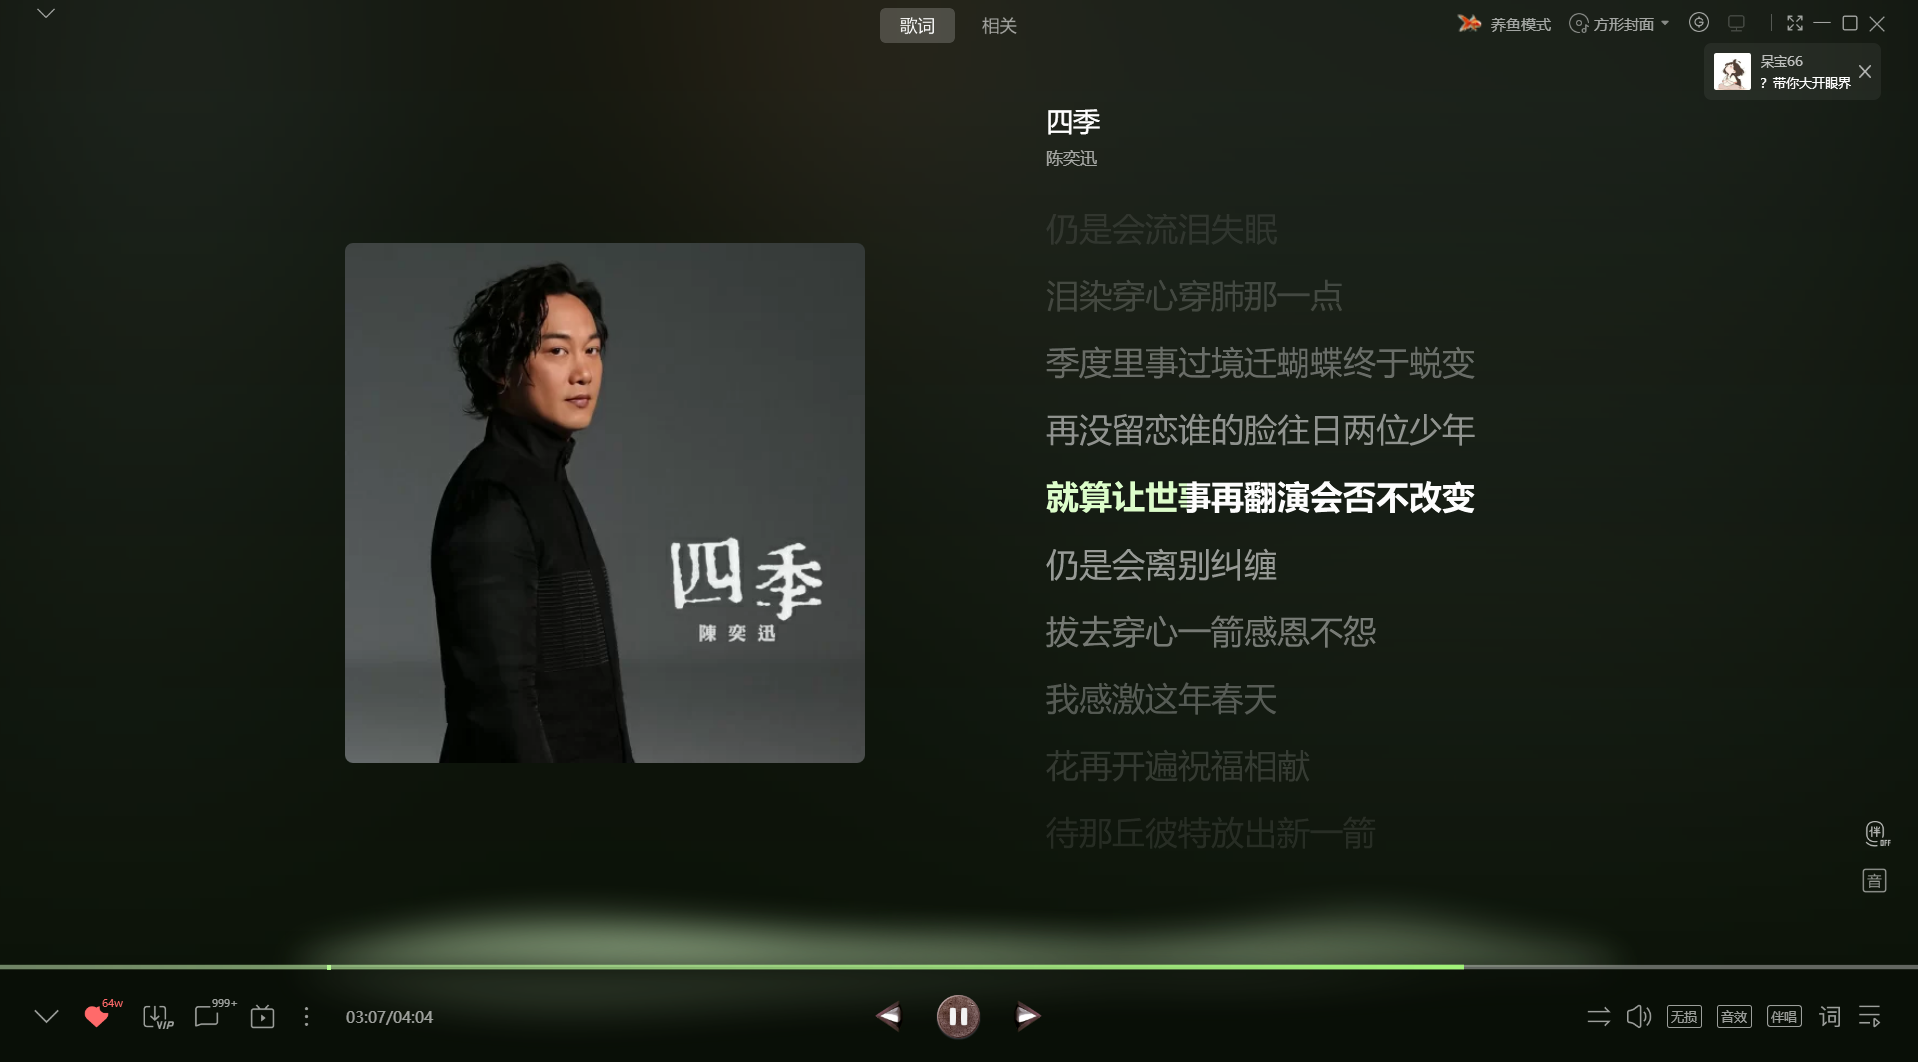 歌词
相关
养鱼模式
方形封面
呆宝66
？带你大开眼界
四季
陈奕迅
仍是会流泪失眠
泪染穿心穿肺那一点
季度里事过境迁蝴蝶终于蜕变
再没留恋谁的脸往日两位少年
就算让世事再翻演会否不改变
仍是会离别纠缠
拔去穿心一箭感恩不怨
我感激这年春天
花再开遍祝福相献
待那丘彼特放出新一箭
四季
陳奕迅
伴
OFF
音
64w
VIP
999+
03:07/04:04
无损
音效
伴唱
词